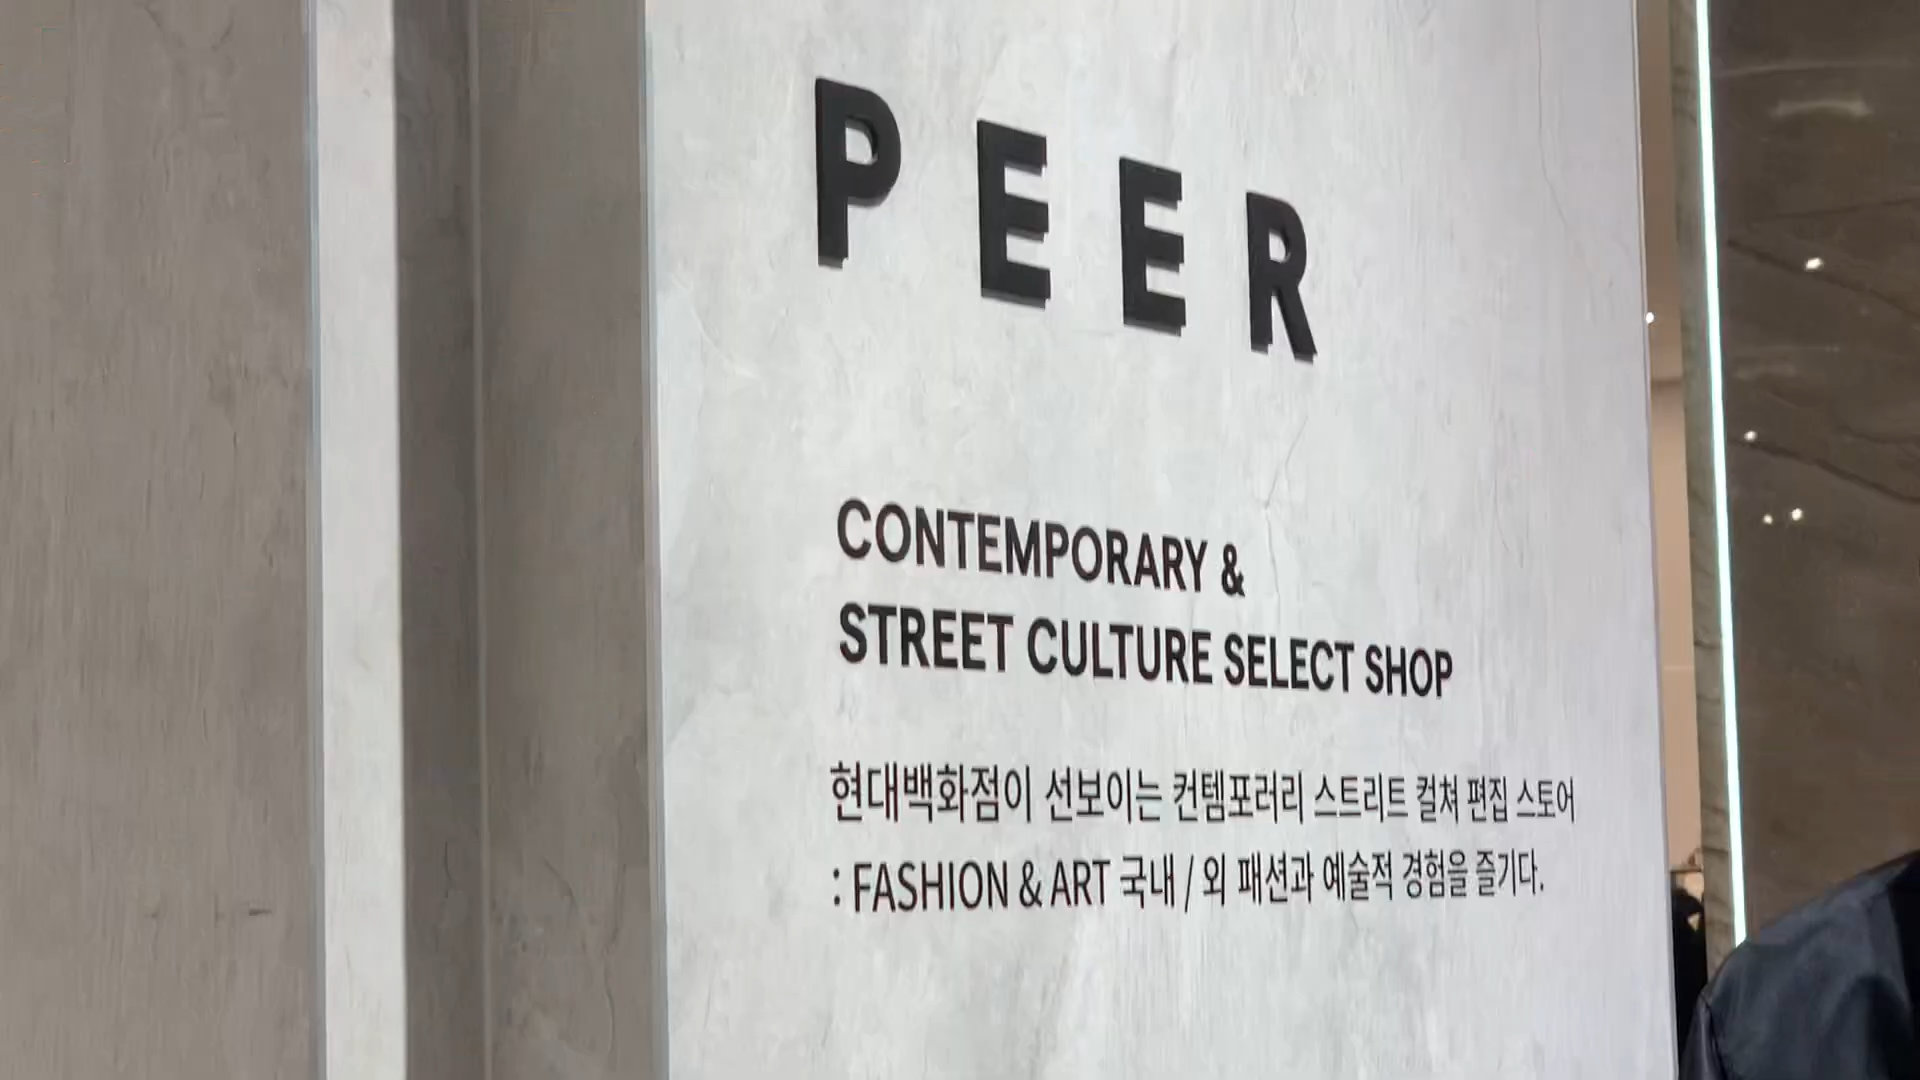 PEER
CONTEMPORARY &
STREET CULTURE SELECT SHOP
현대백화점이 선보이는 컨템포러리 스트리트 컬쳐 편집 스토어
: FASHION & ART 국내 / 외 패션과 예술적 경험을 즐기다.